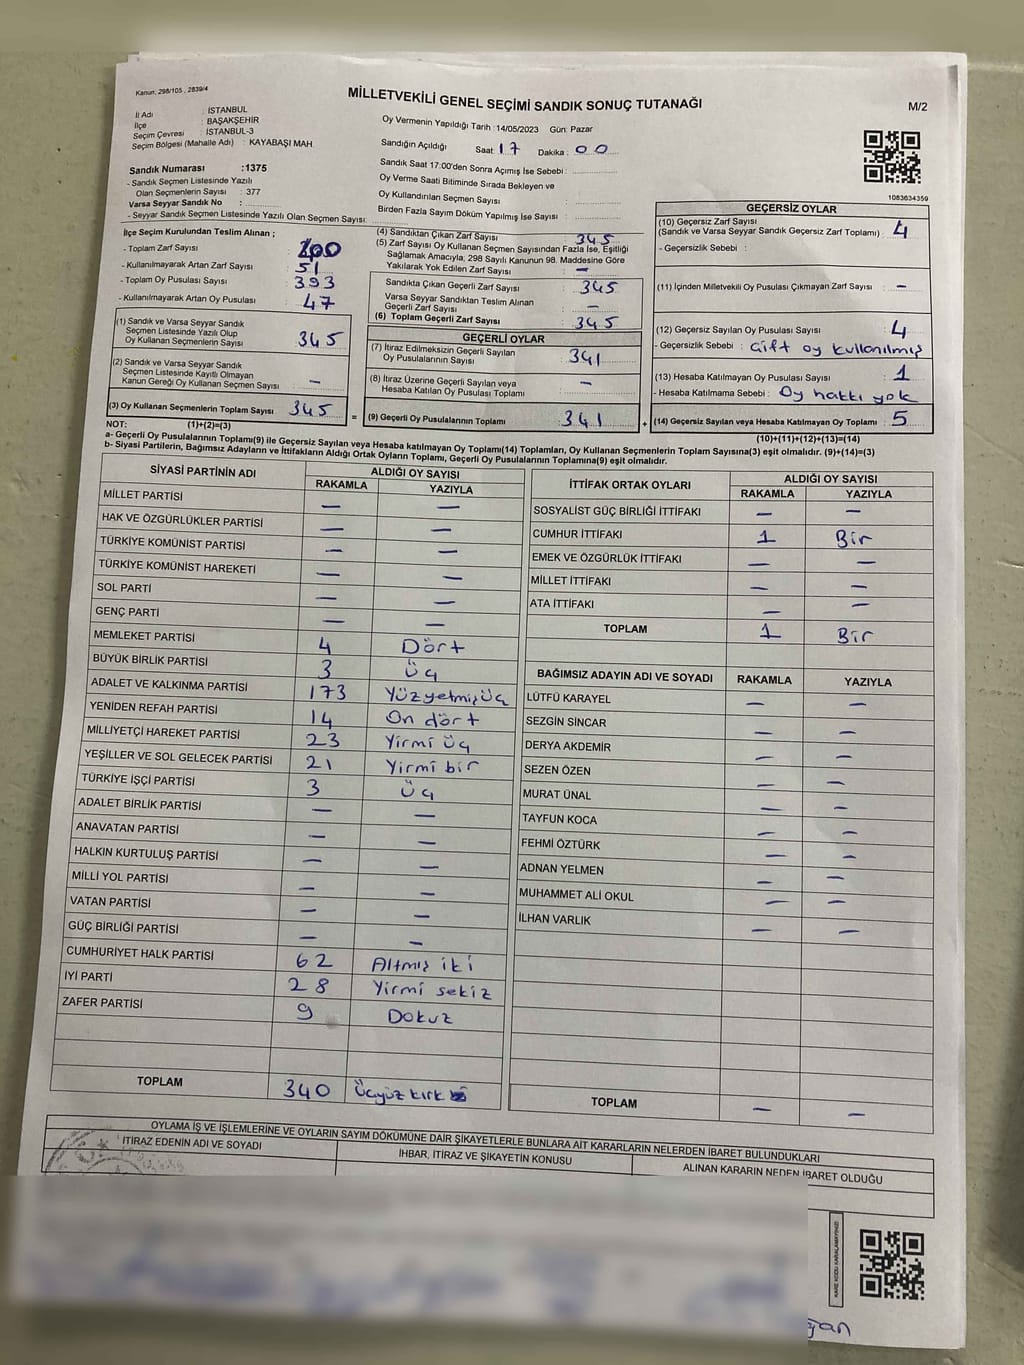 Kanun, 298/105 , 2839/4
MİLLETVEKİLİ GENEL SEÇİMİ SANDIK SONUÇ TUTANAĞI
M/2
İl Adı : İSTANBUL
İlçe : BAŞAKŞEHİR
Seçim Çevresi : İSTANBUL-3
Seçim Bölgesi (Mahalle Adı) : KAYABAŞI MAH
Oy Vermenin Yapıldığı Tarih :14/05/2023 Gün: Pazar
Sandığın Açıldığı Saat : 17 Dakika : 00
Sandık Saat 17:00'den Sonra Açımış İse Sebebi :
Oy Verme Saati Bitiminde Sırada Bekleyen ve
Oy Kullandırılan Seçmen Sayısı :
Birden Fazla Sayım Döküm Yapılmış İse Sayısı :
Sandık Numarası :1375
- Sandık Seçmen Listesinde Yazılı
Olan Seçmenlerin Sayısı : 377
Varsa Seyyar Sandık No :
- Seyyar Sandık Seçmen Listesinde Yazılı Olan Seçmen Sayısı:
1083634359
İlçe Seçim Kurulundan Teslim Alınan ;
- Toplam Zarf Sayısı :
- Kullanılmayarak Artan Zarf Sayısı : 51
- Toplam Oy Pusulası Sayısı : 393
- Kullanılmayarak Artan Oy Pusulası : 47
(1) Sandık ve Varsa Seyyar Sandık
Seçmen Listesinde Yazılı Olup
Oy Kullanan Seçmenlerin Sayısı : 345
(2) Sandık ve Varsa Seyyar Sandık
Seçmen Listesinde Kayıtlı Olmayan
Kanun Gereği Oy Kullanan Seçmen Sayısı : —
(3) Oy Kullanan Seçmenlerin Toplam Sayısı 345
(4) Sandıktan Çıkan Zarf Sayısı : 345
(5) Zarf Sayısı Oy Kullanan Seçmen Sayısından Fazla İse, Eşitliği
Sağlamak Amacıyla, 298 Sayılı Kanunun 98. Maddesine Göre
Yakılarak Yok Edilen Zarf Sayısı : —
Sandıkta Çıkan Geçerli Zarf Sayısı : 345
Varsa Seyyar Sandıktan Teslim Alınan
Geçerli Zarf Sayısı : —
(6) Toplam Geçerli Zarf Sayısı : 345
GEÇERLİ OYLAR
(7) İtiraz Edilmeksizin Geçerli Sayılan
Oy Pusulalarının Sayısı : 341
(8) İtiraz Üzerine Geçerli Sayılan veya
Hesaba Katılan Oy Pusulaları Toplamı : —
= (9) Geçerli Oy Pusulalarının Toplamı : 341 +
GEÇERSİZ OYLAR
(10) Geçersiz Zarf Sayısı
(Sandık ve Varsa Seyyar Sandık Geçersiz Zarf Toplamı) : 4
- Geçersizlik Sebebi :
(11) İçinden Milletvekili Oy Pusulası Çıkmayan Zarf Sayısı : —
(12) Geçersiz Sayılan Oy Pusulası Sayısı : 4
- Geçersizlik Sebebi : Çift oy kullanılmış
(13) Hesaba Katılmayan Oy Pusulası Sayısı : 1
- Hesaba Katılmama Sebebi : Oy hakkı yok
(14) Geçersiz Sayılan veya Hesaba Katılmayan Oy Toplamı : 5
NOT: (1)+(2)=(3)
(10)+(11)+(12)+(13)=(14)
a- Geçerli Oy Pusulalarının Toplamı(9) ile Geçersiz Sayılan veya Hesaba katılmayan Oy Toplamı(14) Toplamları, Oy Kullanan Seçmenlerin Toplam Sayısına(3) eşit olmalıdır. (9)+(14)=(3)
b- Siyasi Partilerin, Bağımsız Adayların ve İttifakların Aldığı Ortak Oyların Toplamı, Geçerli Oy Pusulalarının Toplamına(9) eşit olmalıdır.
SİYASİ PARTİNİN ADI ALDIĞI OY SAYISI
RAKAMLA YAZIYLA
MİLLET PARTİSİ — —
HAK VE ÖZGÜRLÜKLER PARTİSİ — —
TÜRKİYE KOMÜNİST PARTİSİ — —
TÜRKİYE KOMÜNİST HAREKETİ — —
SOL PARTİ — —
GENÇ PARTİ — —
MEMLEKET PARTİSİ 4 Dört
BÜYÜK BİRLİK PARTİSİ 3 Üç
ADALET VE KALKINMA PARTİSİ 173 Yüzyetmişüç
YENİDEN REFAH PARTİSİ 14 On dört
MİLLİYETÇİ HAREKET PARTİSİ 23 Yirmi üç
YEŞİLLER VE SOL GELECEK PARTİSİ 21 Yirmi bir
TÜRKİYE İŞÇİ PARTİSİ 3 Üç
ADALET BİRLİK PARTİSİ — —
ANAVATAN PARTİSİ — —
HALKIN KURTULUŞ PARTİSİ — —
MİLLİ YOL PARTİSİ — —
VATAN PARTİSİ — —
GÜÇ BİRLİĞİ PARTİSİ — —
CUMHURİYET HALK PARTİSİ 62 Altmış iki
İYİ PARTİ 28 Yirmi sekiz
ZAFER PARTİSİ 9 Dokuz
TOPLAM 340 Üçyüz kırk
İTTİFAK ORTAK OYLARI ALDIĞI OY SAYISI
RAKAMLA YAZIYLA
SOSYALİST GÜÇ BİRLİĞİ İTTİFAKI — —
CUMHUR İTTİFAKI 1 Bir
EMEK VE ÖZGÜRLÜK İTTİFAKI — —
MİLLET İTTİFAKI — —
ATA İTTİFAKI — —
TOPLAM 1 Bir
BAĞIMSIZ ADAYIN ADI VE SOYADI RAKAMLA YAZIYLA
LÜTFÜ KARAYEL — —
SEZGİN SİNCAR — —
DERYA AKDEMİR — —
SEZEN ÖZEN — —
MURAT ÜNAL — —
TAYFUN KOCA — —
FEHMİ ÖZTÜRK — —
ADNAN YELMEN — —
MUHAMMET ALİ OKUL — —
İLHAN VARLIK — —
TOPLAM — —
OYLAMA İŞ VE İŞLEMLERİNE VE OYLARIN SAYIM DÖKÜMÜNE DAİR ŞİKAYETLERLE BUNLARA AİT KARARLARIN NELERDEN İBARET BULUNDUKLARI
İTİRAZ EDENİN ADI VE SOYADI İHBAR, İTİRAZ VE ŞİKAYETİN KONUSU ALINAN KARARIN NEDEN İBARET OLDUĞU
KARE KODU KARALAMAYINIZ!